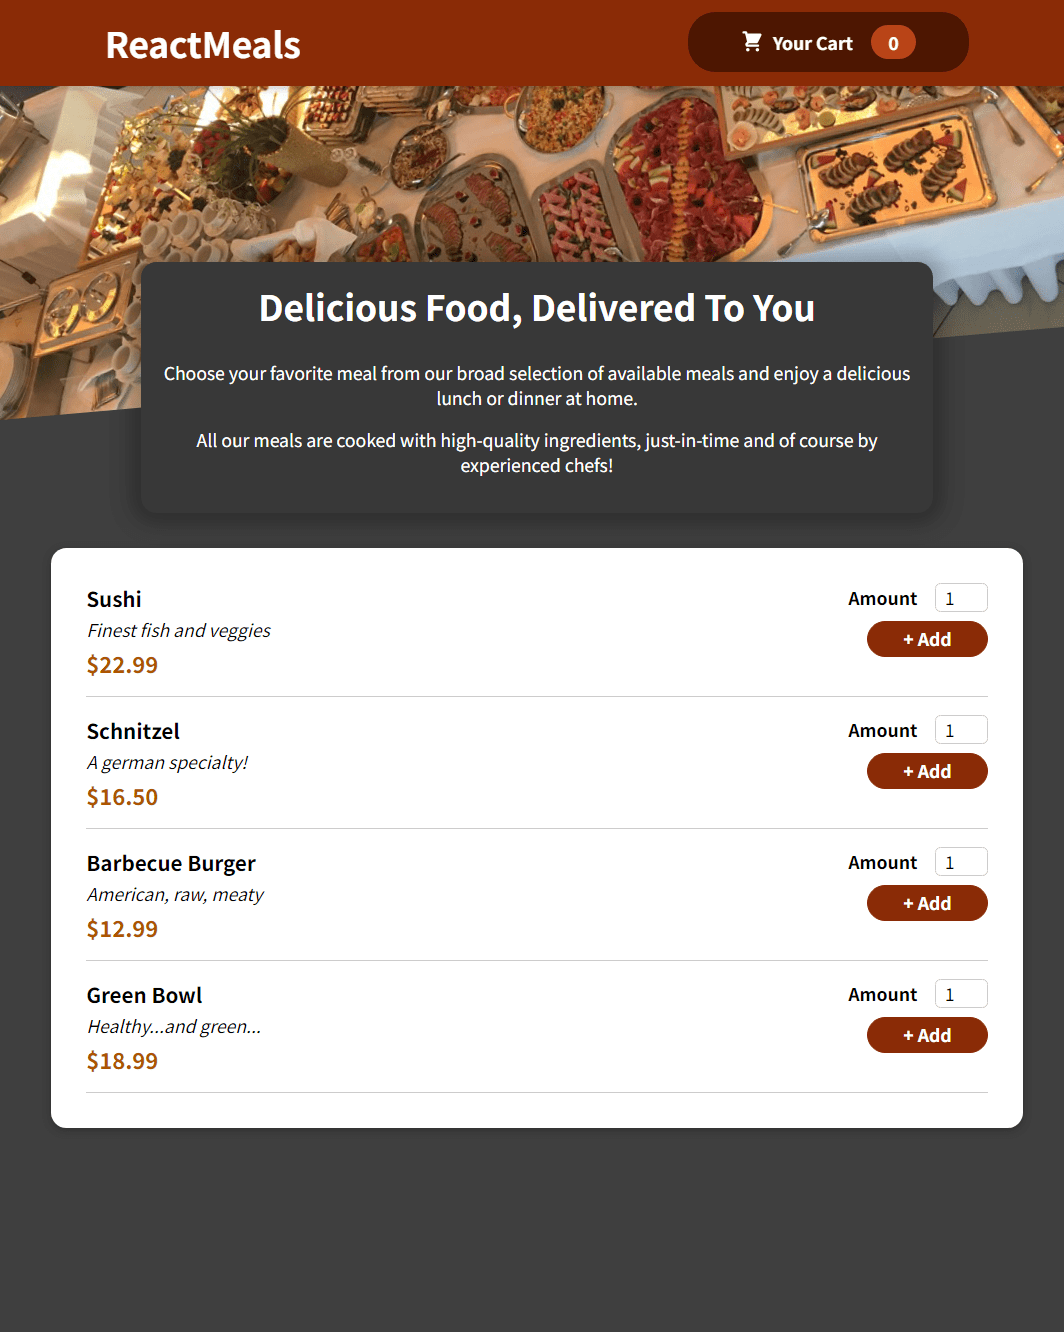 ReactMeals
Your Cart 0
Delicious Food, Delivered To You
Choose your favorite meal from our broad selection of available meals and enjoy a delicious
lunch or dinner at home.
All our meals are cooked with high-quality ingredients, just-in-time and of course by
experienced chefs!
Sushi
Finest fish and veggies
$22.99
Amount 1
+ Add
Schnitzel
A german specialty!
$16.50
Amount 1
+ Add
Barbecue Burger
American, raw, meaty
$12.99
Amount 1
+ Add
Green Bowl
Healthy...and green...
$18.99
Amount 1
+ Add